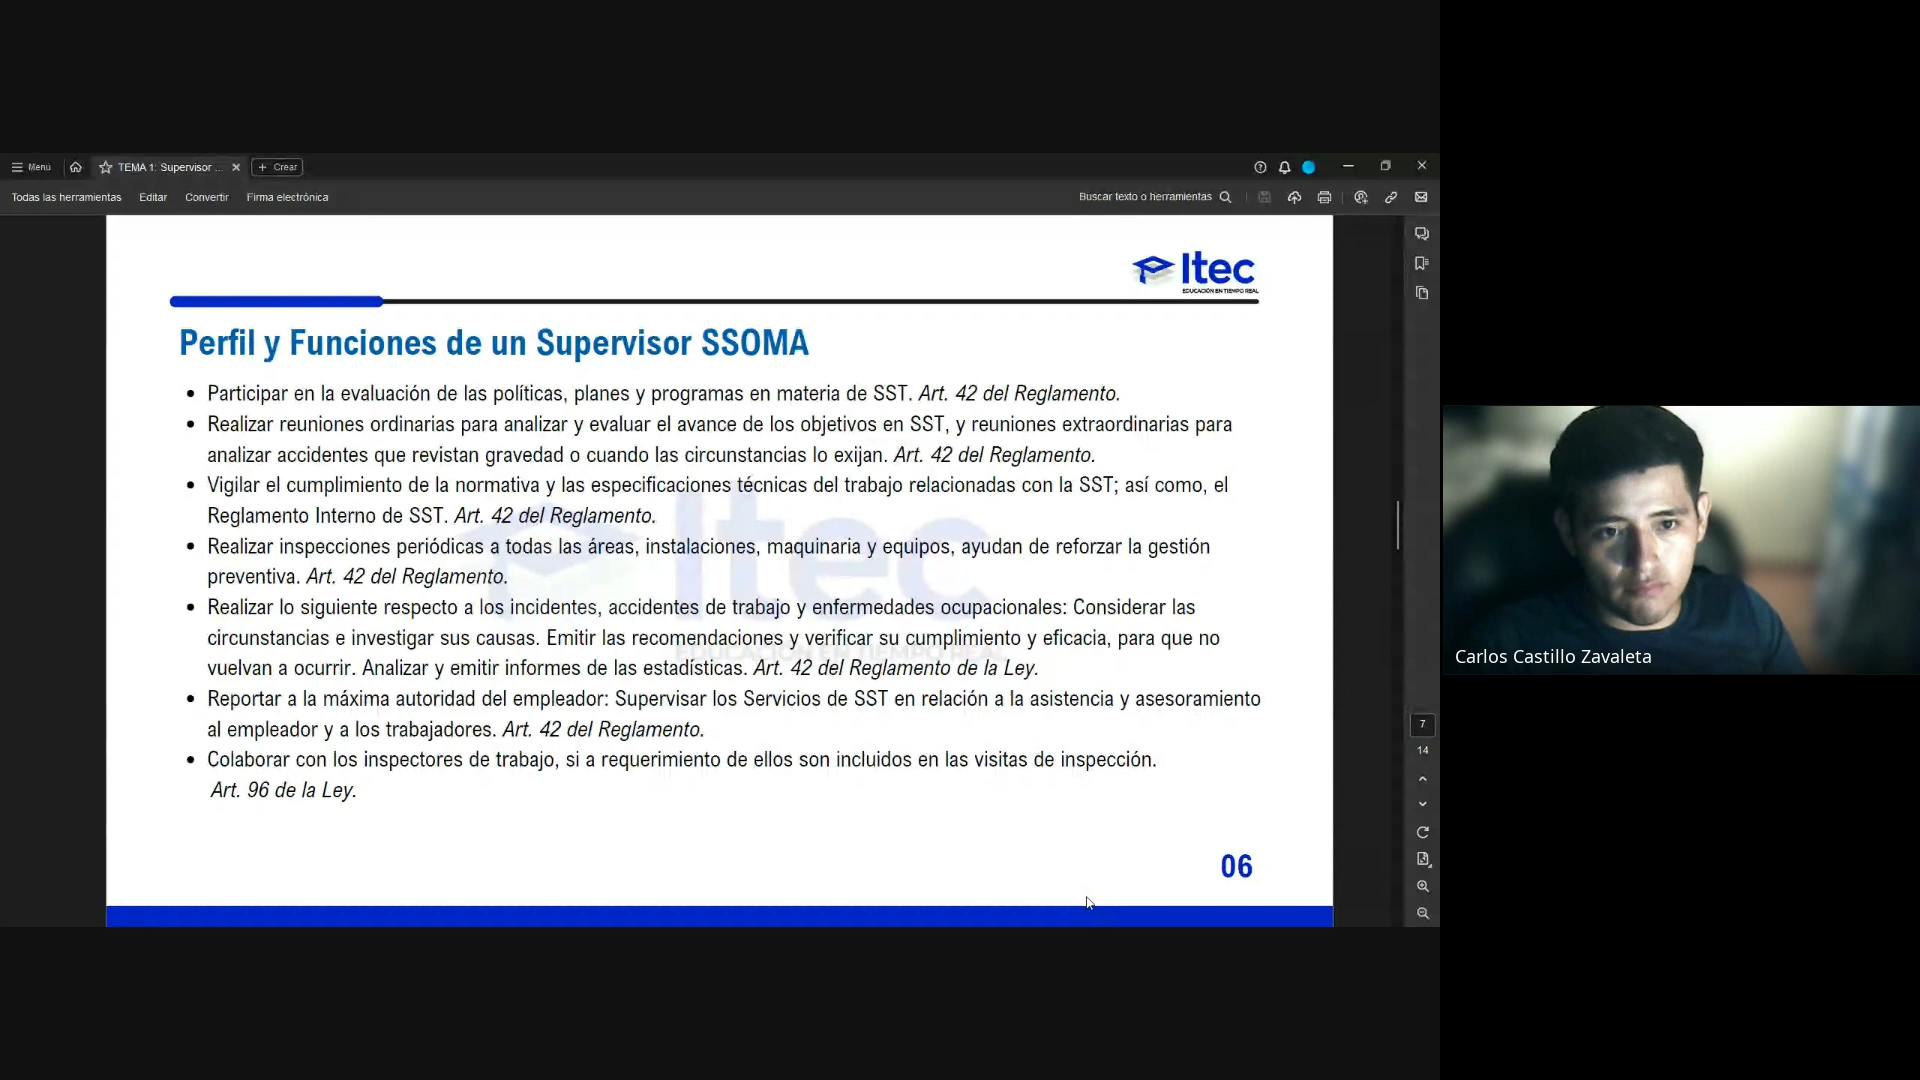 Menú
TEMA 1: Supervisor ...
Crear
Todas las herramientas
Editar
Convertir
Firma electrónica
Buscar texto o herramientas
Itec
EDUCACIÓN EN TIEMPO REAL
Perfil y Funciones de un Supervisor SSOMA
• Participar en la evaluación de las políticas, planes y programas en materia de SST. Art. 42 del Reglamento.
• Realizar reuniones ordinarias para analizar y evaluar el avance de los objetivos en SST, y reuniones extraordinarias para
analizar accidentes que revistan gravedad o cuando las circunstancias lo exijan. Art. 42 del Reglamento.
• Vigilar el cumplimiento de la normativa y las especificaciones técnicas del trabajo relacionadas con la SST; así como, el
Reglamento Interno de SST. Art. 42 del Reglamento.
• Realizar inspecciones periódicas a todas las áreas, instalaciones, maquinaria y equipos, ayudan de reforzar la gestión
preventiva. Art. 42 del Reglamento.
• Realizar lo siguiente respecto a los incidentes, accidentes de trabajo y enfermedades ocupacionales: Considerar las
circunstancias e investigar sus causas. Emitir las recomendaciones y verificar su cumplimiento y eficacia, para que no
vuelvan a ocurrir. Analizar y emitir informes de las estadísticas. Art. 42 del Reglamento de la Ley.
• Reportar a la máxima autoridad del empleador: Supervisar los Servicios de SST en relación a la asistencia y asesoramiento
al empleador y a los trabajadores. Art. 42 del Reglamento.
• Colaborar con los inspectores de trabajo, si a requerimiento de ellos son incluidos en las visitas de inspección.
Art. 96 de la Ley.
Itec
EDUCACIÓN EN TIEMPO REAL
06
7
14
Carlos Castillo Zavaleta